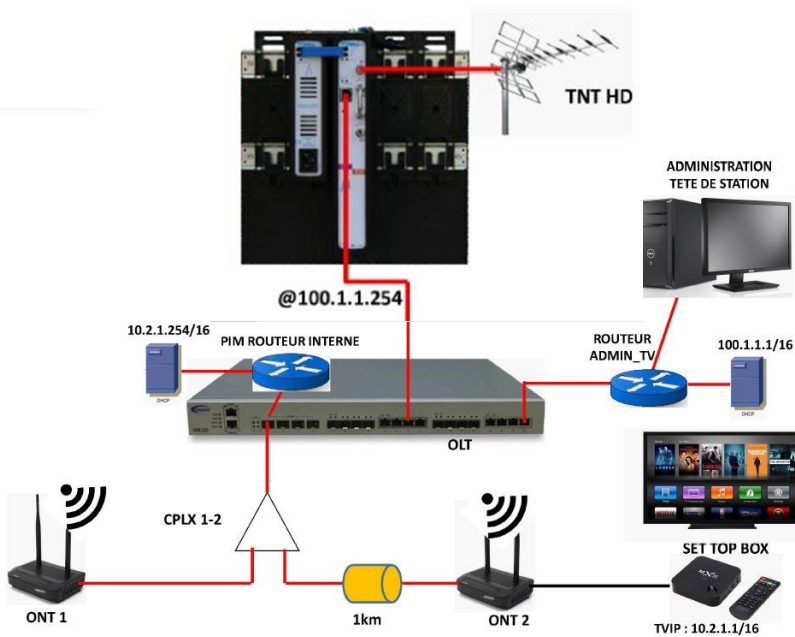 TNT HD
ADMINISTRATION
TETE DE STATION
@100.1.1.254
10.2.1.254/16
PIM ROUTEUR INTERNE
ROUTEUR
ADMIN_TV
100.1.1.1/16
DHCP
DHCP
OLT
CPLX 1-2
SET TOP BOX
ONT 1
1km
ONT 2
TVIP : 10.2.1.1/16